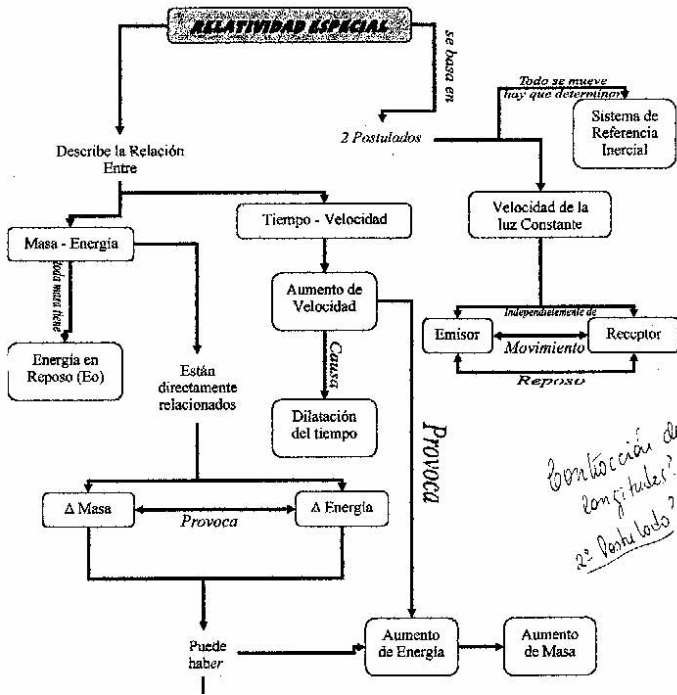 RELATIVIDAD ESPECIAL
se basa en
Todo se mueve
hay que determinar
Sistema de
Referencia
Inercial
2 Postulados
Describe la Relación
Entre
Tiempo - Velocidad
Velocidad de la
luz Constante
Masa - Energía
toda masa tiene
Aumento de
Velocidad
Independientemente de
Emisor
Movimiento
Receptor
Reposo
Energía en
Reposo (Eo)
Están
directamente
relacionados
Causa
Dilatación
del tiempo
Provoca
Contracción de
longitudes?
2º Postulado?
Δ Masa
Provoca
Δ Energía
Puede
haber
Aumento
de Energía
Aumento
de Masa